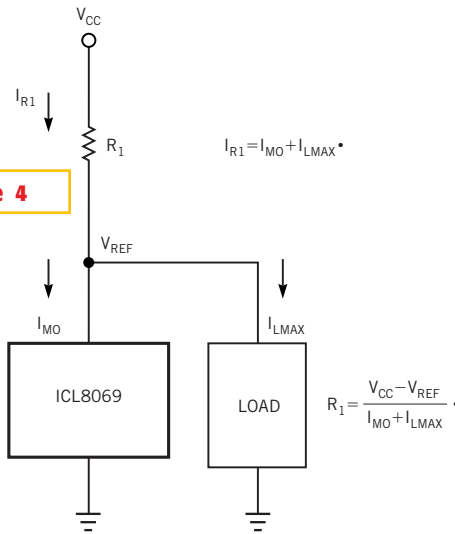 V_CC
I_R1
R_1
I_R1=I_MO+I_LMAX•
4
V_REF
I_MO
I_LMAX
ICL8069
LOAD
R_1=(V_CC−V_REF)/(I_MO+I_LMAX)